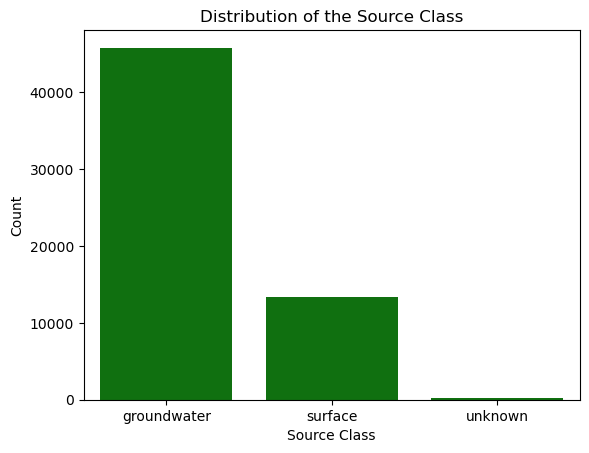 Distribution of the Source Class
40000
30000
20000
10000
0
Count
groundwater surface unknown
Source Class